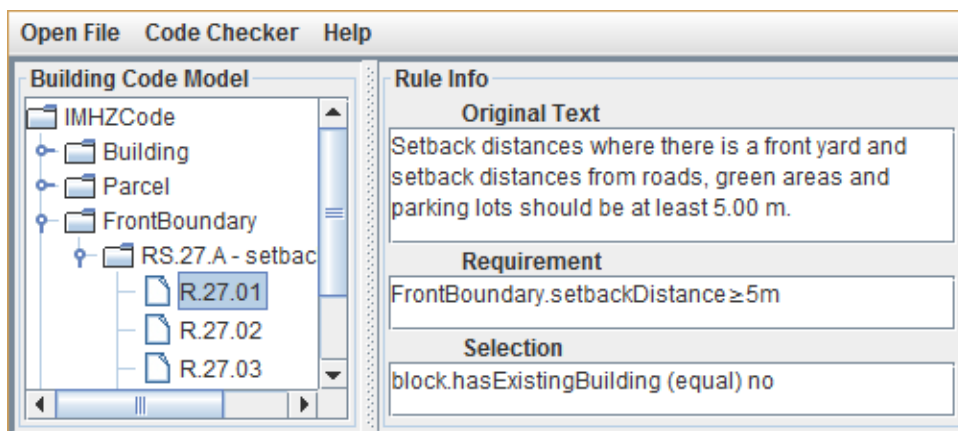 Open File Code Checker Help
Building Code Model
IMHZCode
Building
Parcel
FrontBoundary
RS.27.A - setbac
R.27.01
R.27.02
R.27.03
Rule Info
Original Text
Setback distances where there is a front yard and
setback distances from roads, green areas and
parking lots should be at least 5.00 m.
Requirement
FrontBoundary.setbackDistance≥5m
Selection
block.hasExistingBuilding (equal) no